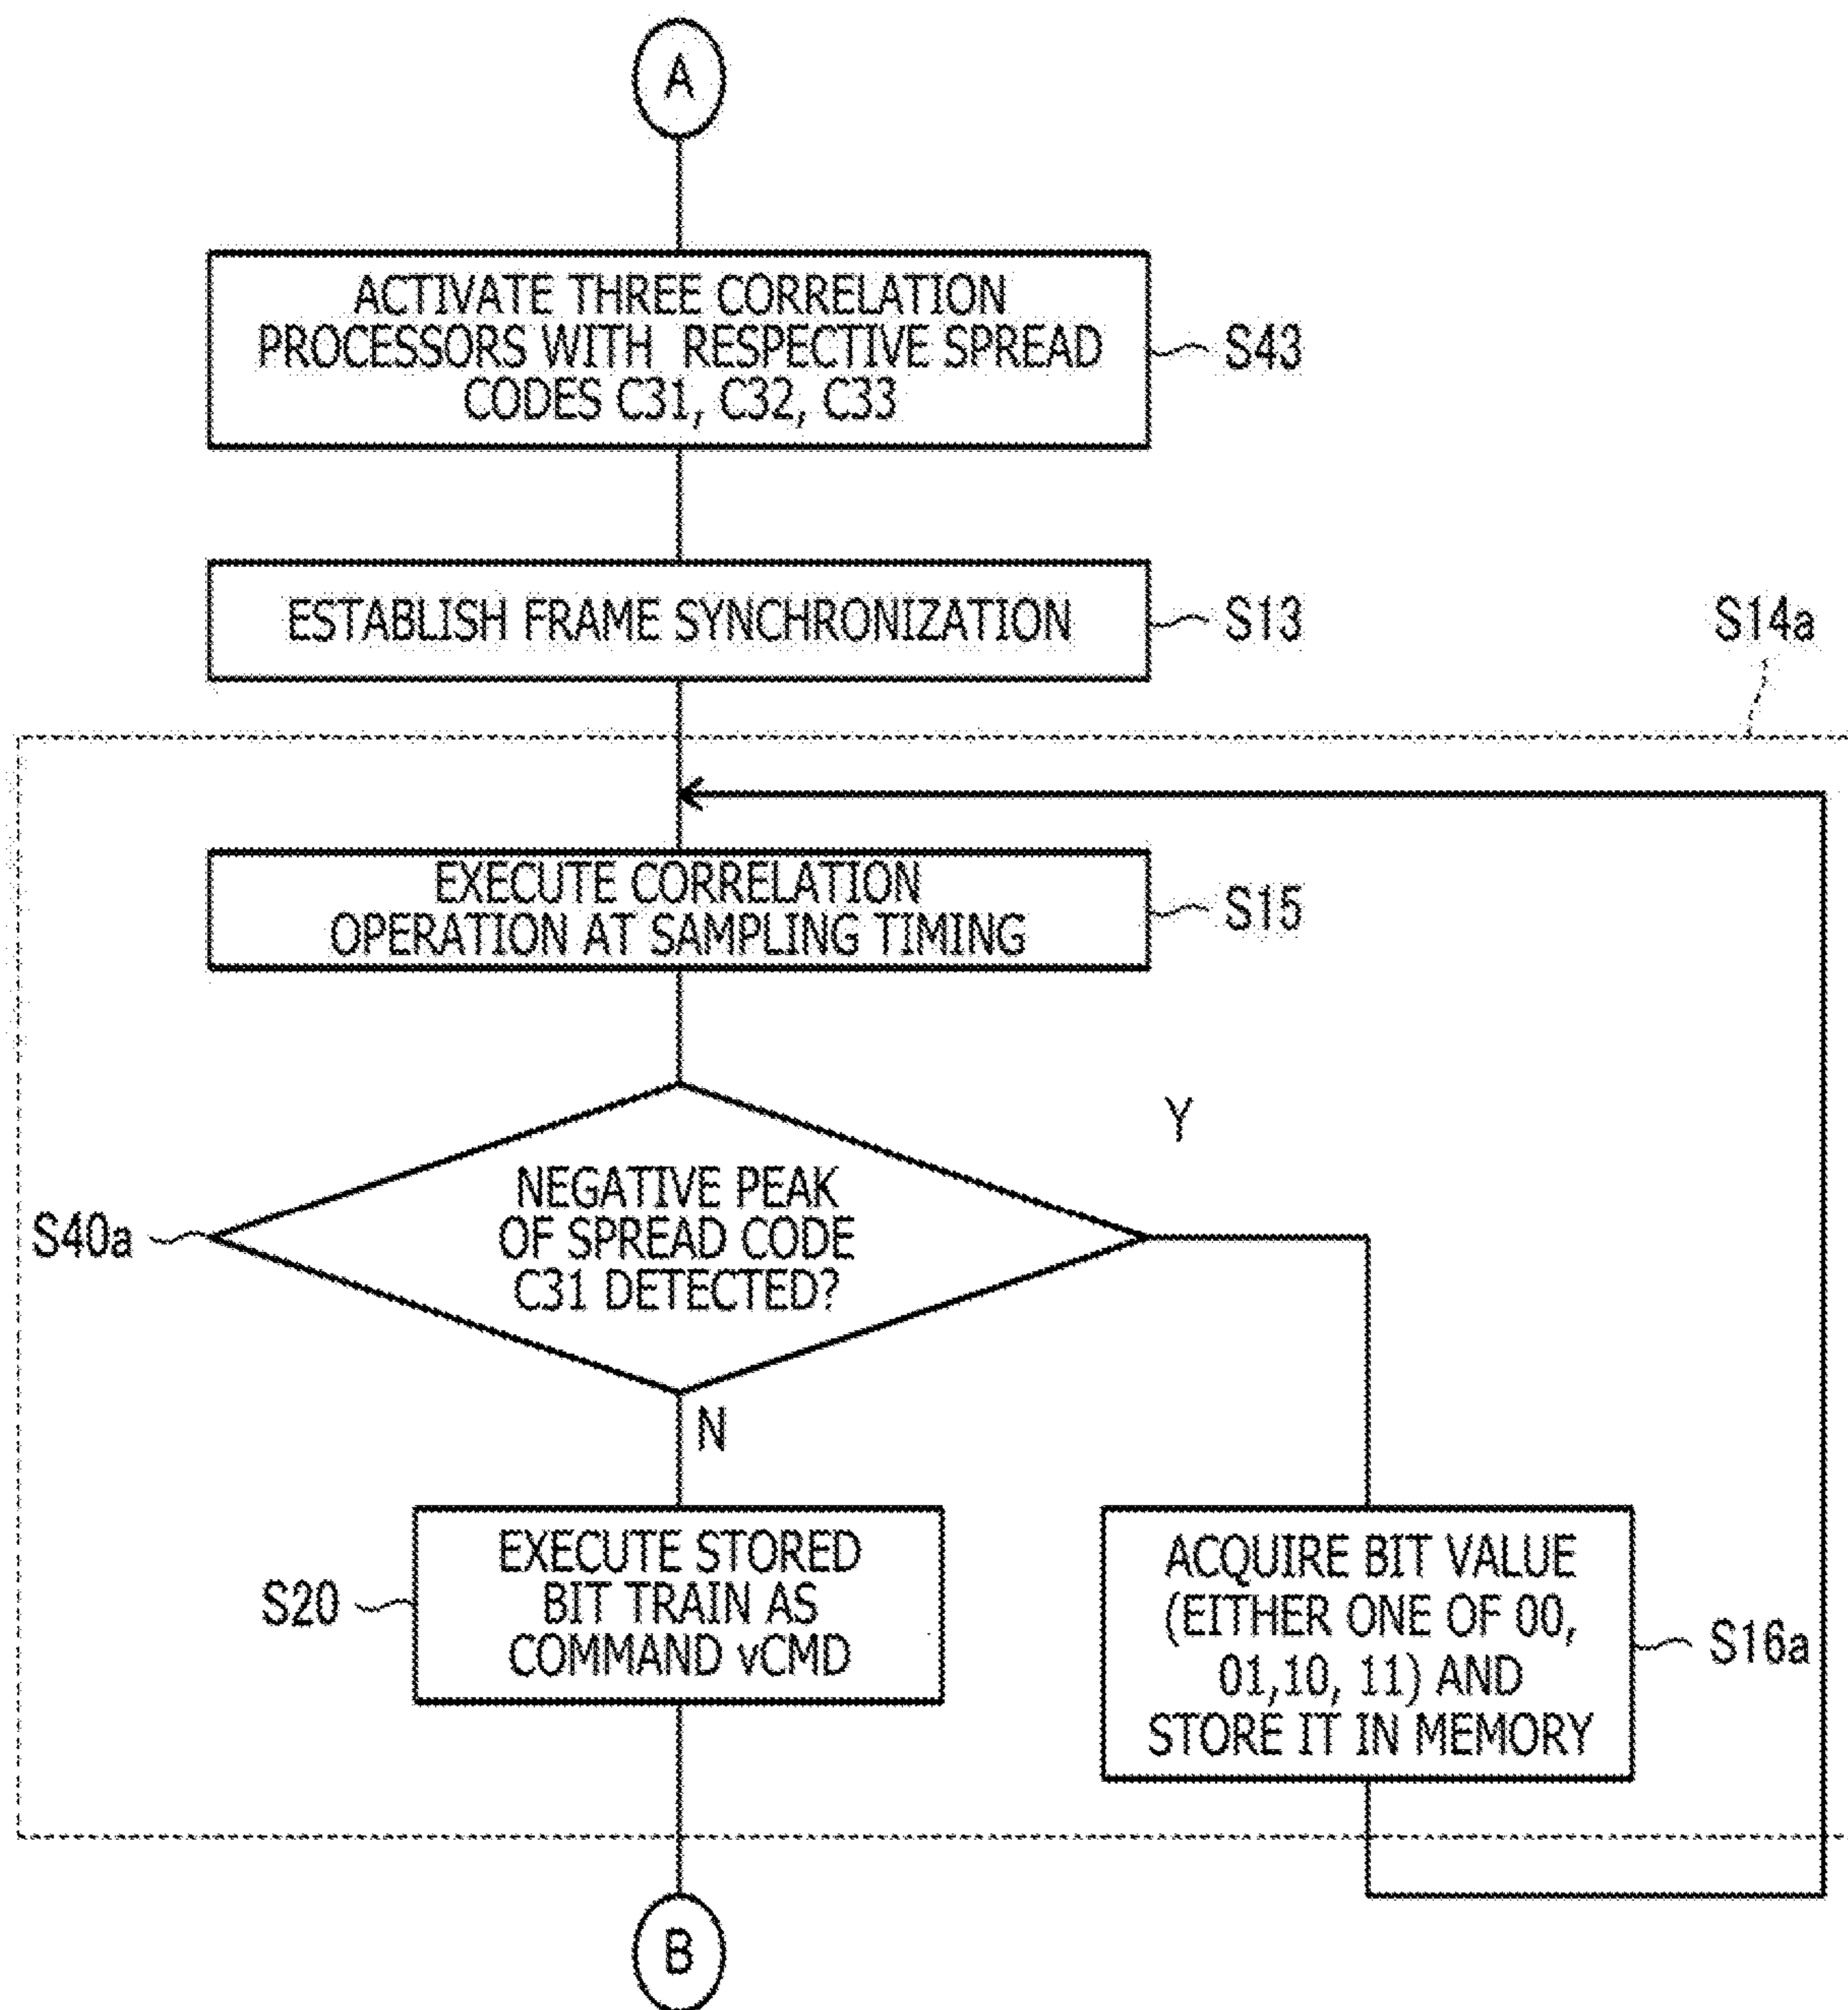 A
ACTIVATE THREE CORRELATION
PROCESSORS WITH RESPECTIVE SPREAD
CODES C31, C32, C33
S43
ESTABLISH FRAME SYNCHRONIZATION
S13
S14a
EXECUTE CORRELATION
OPERATION AT SAMPLING TIMING
S15
Y
NEGATIVE PEAK
OF SPREAD CODE
C31 DETECTED?
S40a
N
EXECUTE STORED
BIT TRAIN AS
COMMAND vCMD
S20
ACQUIRE BIT VALUE
(EITHER ONE OF 00,
01,10, 11) AND
STORE IT IN MEMORY
S16a
B